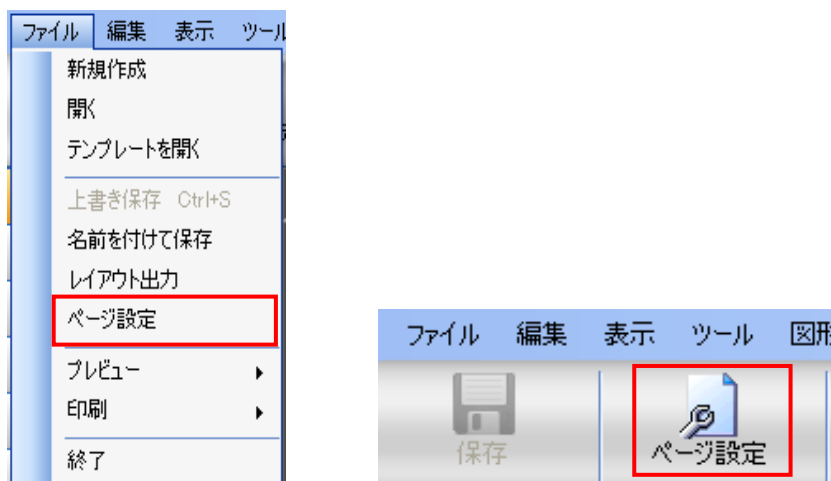 ファイル 編集 表示 ツール
新規作成
開く
テンプレートを開く
上書き保存 Ctrl+S
名前を付けて保存
レイアウト出力
ページ設定
プレビュー
印刷
終了
ファイル 編集 表示 ツール 図形
保存 ページ設定